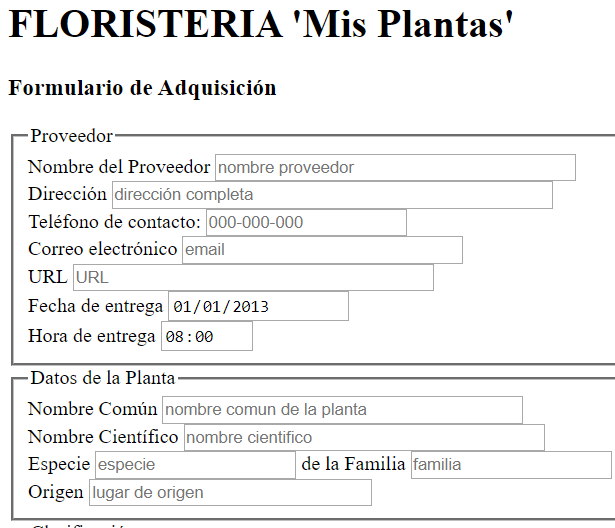 FLORISTERIA 'Mis Plantas'
Formulario de Adquisición
Proveedor
Nombre del Proveedor nombre proveedor
Dirección dirección completa
Teléfono de contacto: 000-000-000
Correo electrónico email
URL URL
Fecha de entrega 01/01/2013
Hora de entrega 08:00
Datos de la Planta
Nombre Común nombre comun de la planta
Nombre Científico nombre cientifico
Especie especie de la Familia familia
Origen lugar de origen